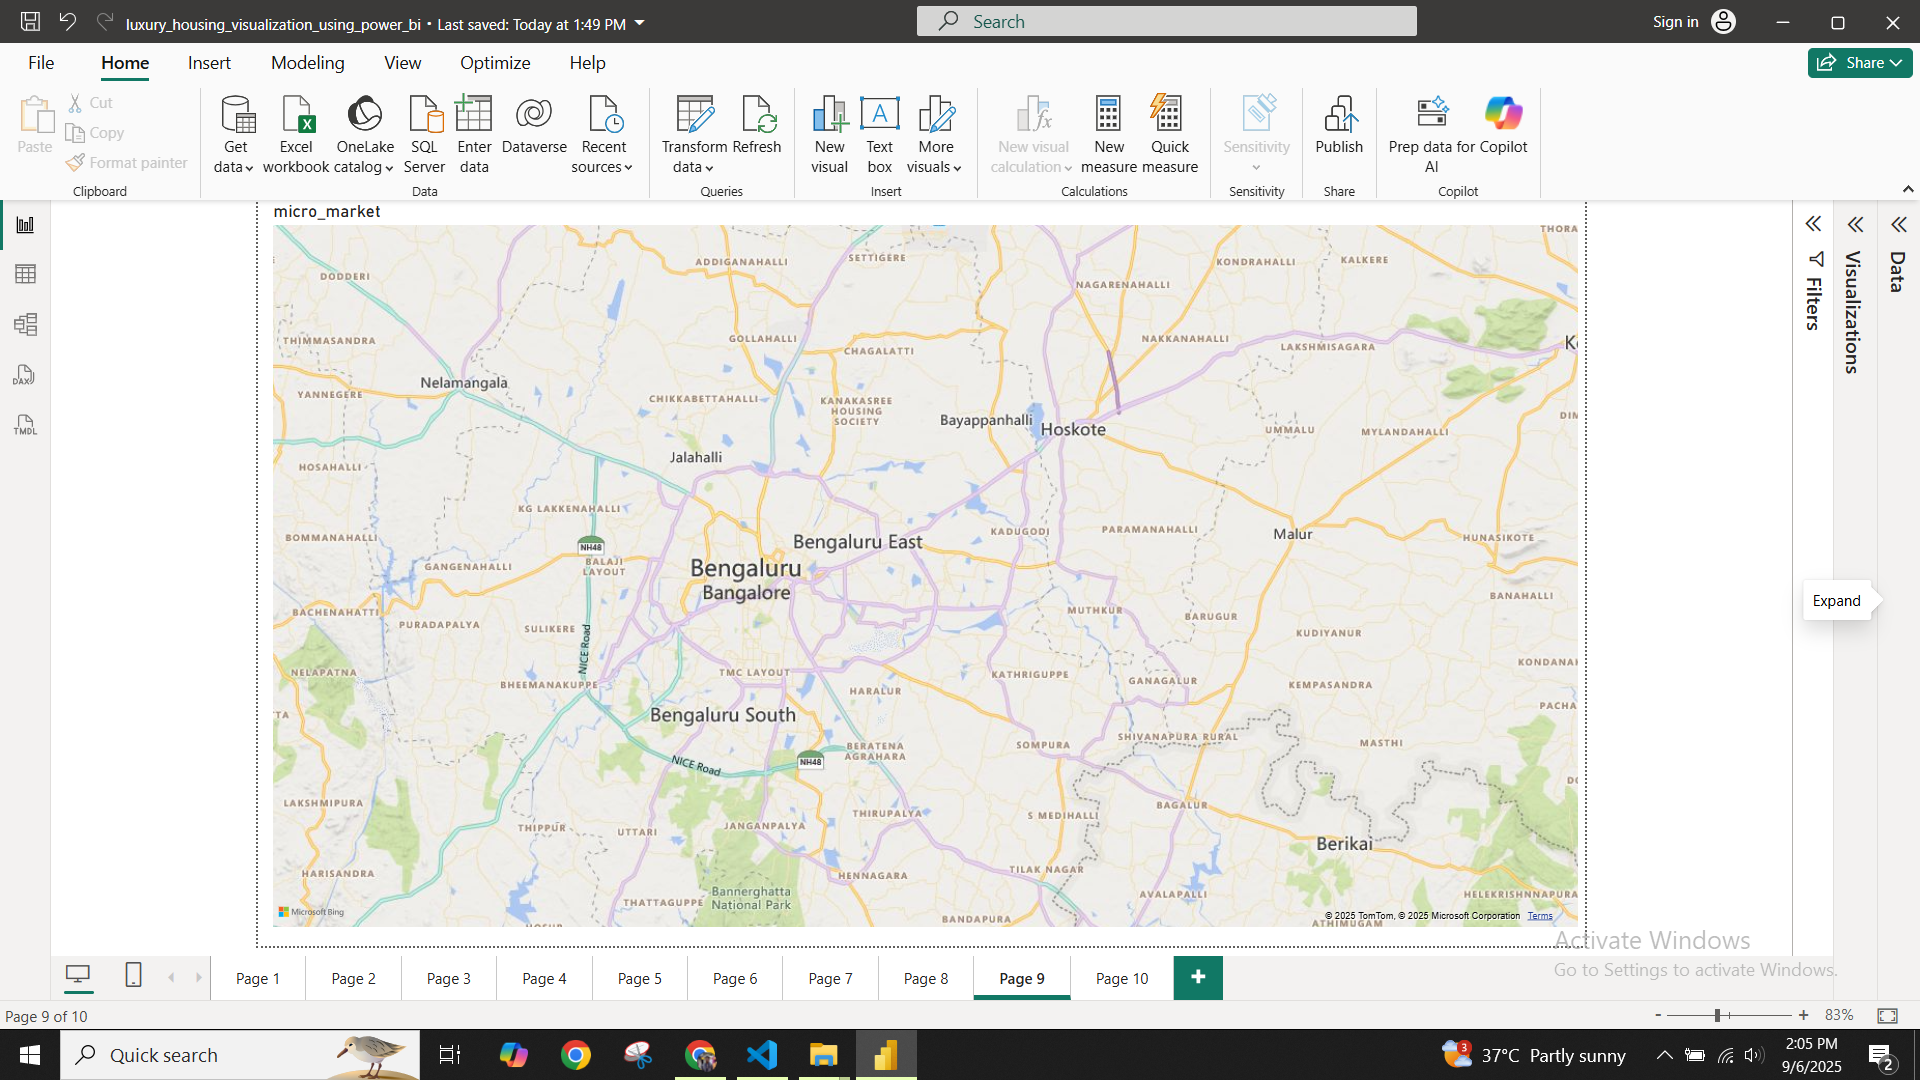 luxury_housing_visualization_using_power_bi • Last saved: Today at 1:49 PM
Search
Sign in
File Home Insert Modeling View Optimize Help
Share
Paste
Cut
Copy
Format painter
Clipboard
Get data
Excel workbook
OneLake catalog
SQL Server
Enter data
Dataverse
Recent sources
Data
Transform data
Refresh
Queries
New visual
Text box
More visuals
Insert
New visual calculation
New measure
Quick measure
Calculations
Sensitivity
Sensitivity
Publish
Share
Prep data for AI
Copilot
Copilot
DAX
TMDL
micro_market
THORA
ADDIGANAHALLI
SETTIGERE
KONDRAHALLI
KALKERE
DODDERI
NAGARENAHALLI
THIMMASANDRA
GOLLAHALLI
CHAGALATTI
NAKKANAHALLI
LAKSHMISAGARA
Nelamangala
YANNEGERE
CHIKKABETTAHALLI
KANAKASREE
HOUSING
SOCIETY
Bayappanhalli
Hoskote
UMMALU
MYLANDAHALLI
DIM
Jalahalli
HOSAHALLI
KG LAKKENAHALLI
BOMMANAHALLI
NH48
BALAJI
LAYOUT
GANGENAHALLI
Bengaluru East
KADUGODI
PARAMANAHALLI
Malur
HUNASIKOTE
Bengaluru
Bangalore
BACHENAHATTI
PURADAPALYA
SULIKERE
MUTHKUR
BARUGUR
BANAHALLI
KUDIYANUR
NICE Road
NELAPATNA
BHEEMANAKUPPE
TMC LAYOUT
HARALUR
KATHRIGUPPE
GANAGALUR
KEMPASANDRA
KONDANAH
PACHA
TA
Bengaluru South
BERATENA
AGRAHARA
SOMPURA
SHIVANAPURA RURAL
MASTHI
NICE Road
NH48
LAKSHMIPURA
THIPPUR
UTTARI
JANGANPALYA
THIRUPALYA
S MEDIHALLI
BAGALUR
Berikai
HARISANDRA
HENNAGARA
TILAK NAGAR
AVALAPALLI
HELEKRISHNNAPURA
Bannerghatta
National Park
THATTAGUPPE
BANDAPURA
HOSUR
ATHIMUGAM
Microsoft Bing
© 2025 TomTom, © 2025 Microsoft Corporation Terms
Filters
Visualizations
Data
Expand
Activate Windows
Go to Settings to activate Windows.
Page 1 Page 2 Page 3 Page 4 Page 5 Page 6 Page 7 Page 8 Page 9 Page 10 +
Page 9 of 10
- + 83%
Quick search
3
37°C Partly sunny
2:05 PM
9/6/2025
2